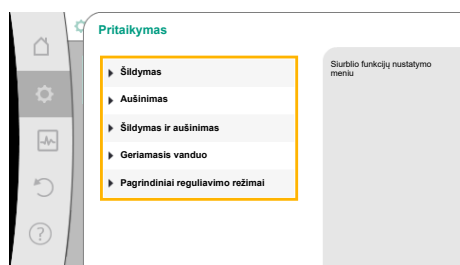 Pritaikymas
Šildymas
Aušinimas
Šildymas ir aušinimas
Geriamasis vanduo
Pagrindiniai reguliavimo režimai
Siurblio funkcijų nustatymo
meniu
?